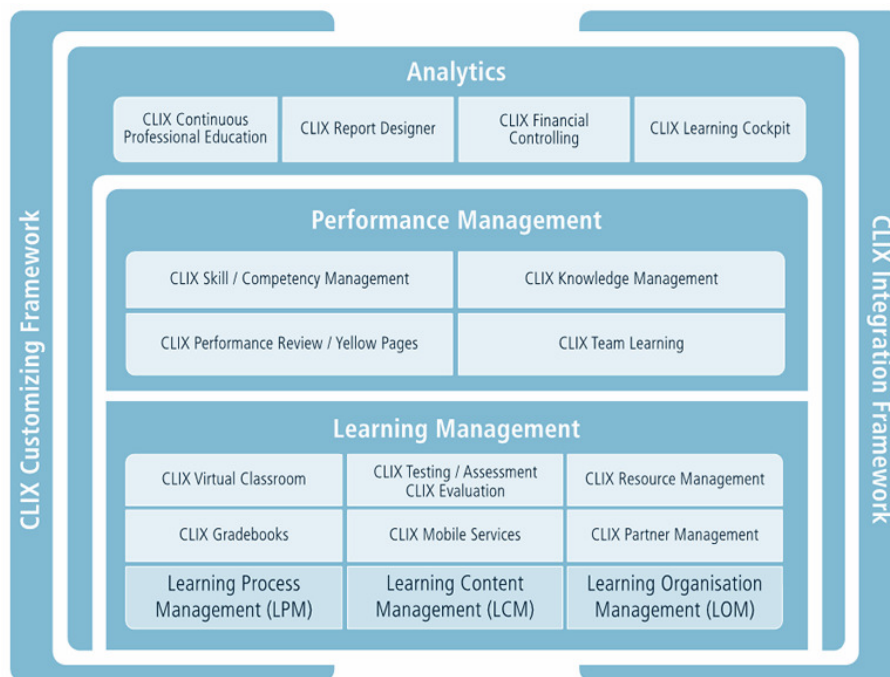 Analytics
CLIX Continuous
Professional Education
CLIX Report Designer
CLIX Financial
Controlling
CLIX Learning Cockpit
CLIX Customizing Framework
CLIX Integration Framework
Performance Management
CLIX Skill / Competency Management
CLIX Knowledge Management
CLIX Performance Review / Yellow Pages
CLIX Team Learning
Learning Management
CLIX Virtual Classroom
CLIX Testing / Assessment
CLIX Evaluation
CLIX Resource Management
CLIX Gradebooks
CLIX Mobile Services
CLIX Partner Management
Learning Process
Management (LPM)
Learning Content
Management (LCM)
Learning Organisation
Management (LOM)